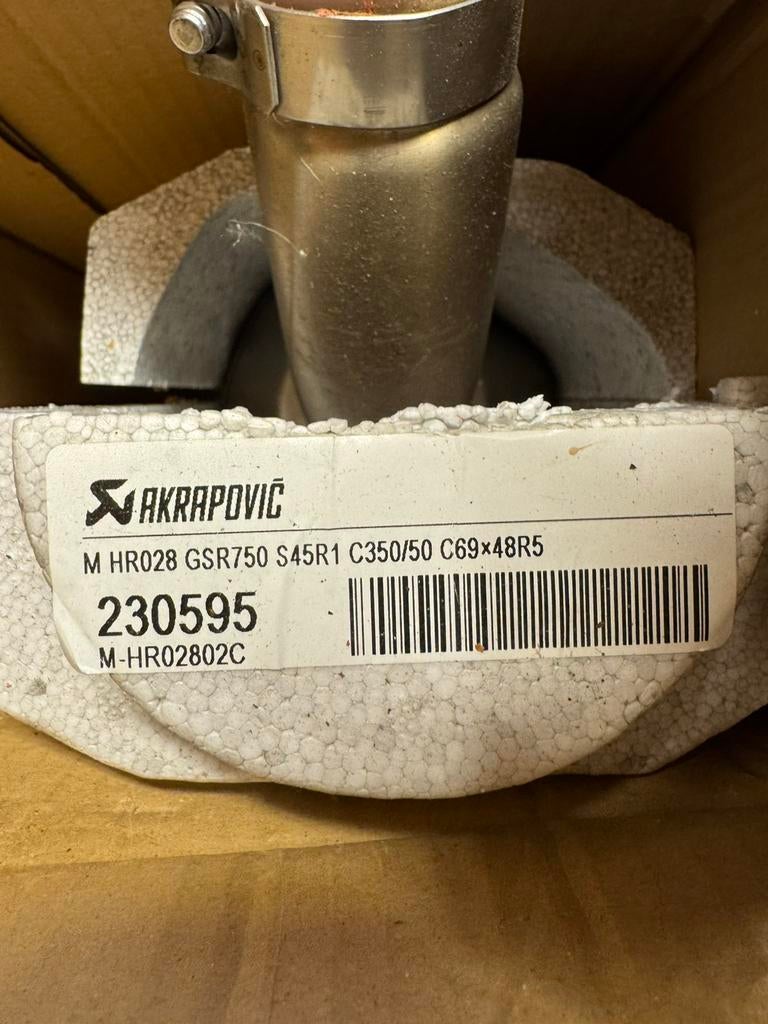 AKRAPOVIČ
M HR028 GSR750 S45R1 C350/50 C69×48R5
230595
M-HR02802C